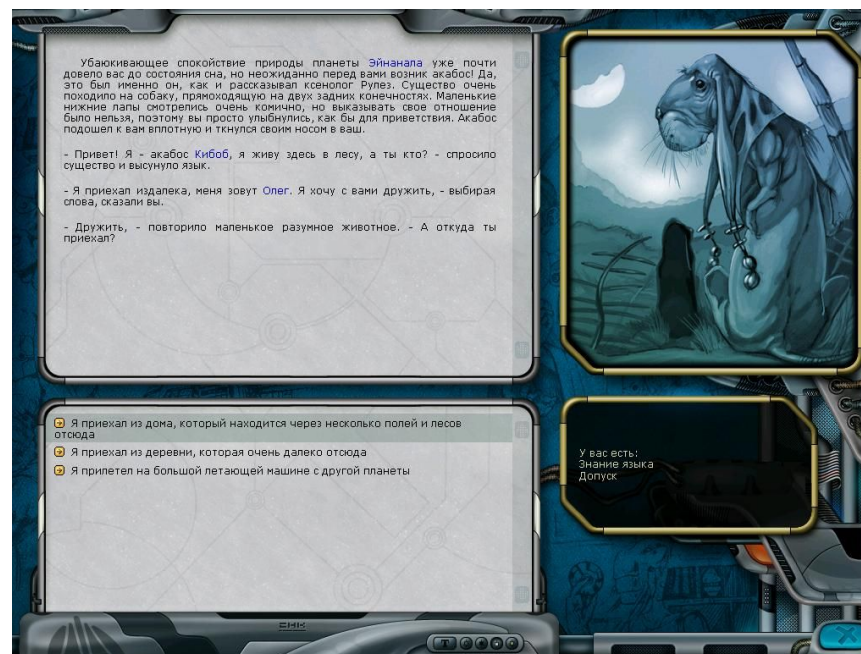 Убаюкивающее спокойствие природы планеты Эйнанала уже почти
довело вас до состояния сна, но неожиданно перед вами возник акабос! Да,
это был именно он, как и рассказывал ксенолог Рулез. Существо очень
походило на собаку, прямоходящую на двух задних конечностях. Маленькие
нижние лапы смотрелись очень комично, но выказывать свое отношение
было нельзя, поэтому вы просто улыбнулись, как бы для приветствия. Акабос
подошел к вам вплотную и ткнулся своим носом в ваш.
- Привет! Я - акабос Кибоб, я живу здесь в лесу, а ты кто? - спросило
существо и высунуло язык.
- Я приехал издалека, меня зовут Олег. Я хочу с вами дружить, - выбирая
слова, сказали вы.
- Дружить, - повторило маленькое разумное животное. - А откуда ты
приехал?
Я приехал из дома, который находится через несколько полей и лесов
отсюда
Я приехал из деревни, которая очень далеко отсюда
Я прилетел на большой летающей машине с другой планеты
У вас есть:
Знание языка
Допуск
T